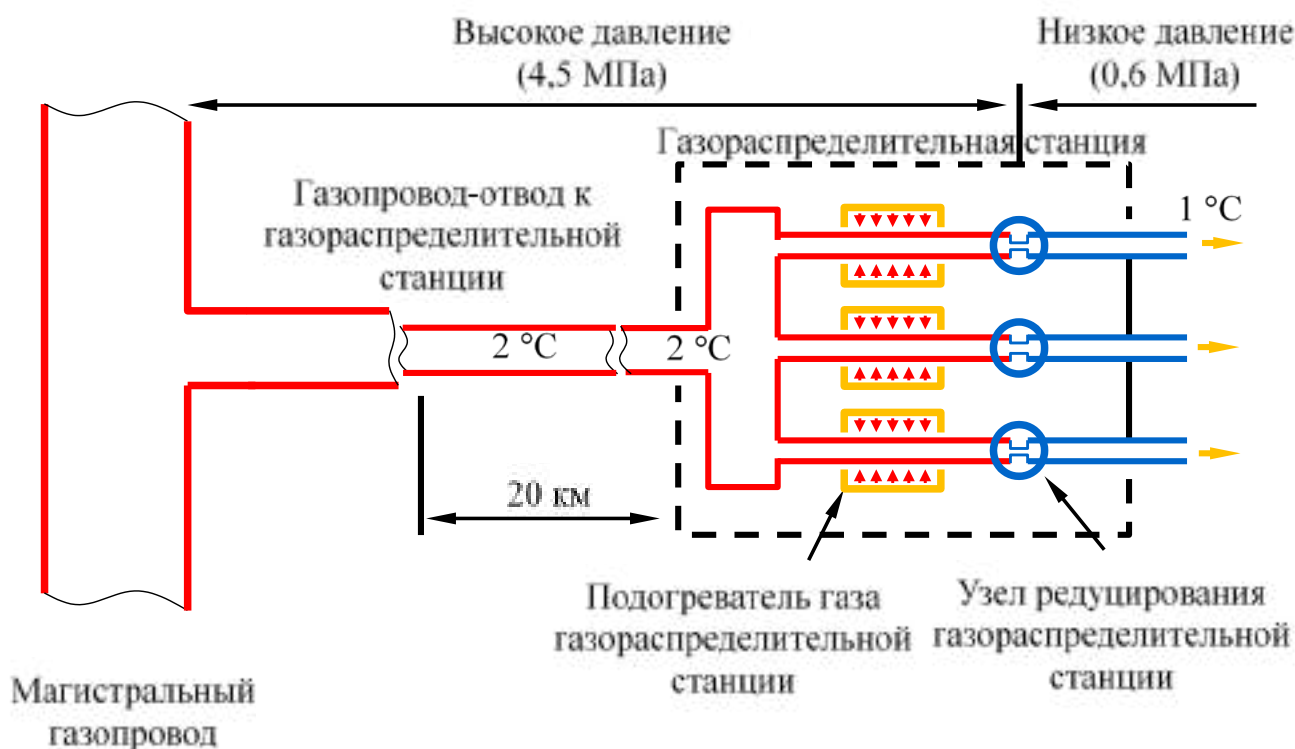 Высокое давление
(4,5 МПа)
Низкое давление
(0,6 МПа)
Газораспределительная станция
Газопровод-отвод к
газораспределительной
станции
1 °C
2 °C
2 °C
20 км
Подогреватель газа
газораспределительной
станции
Узел редуцирования
газораспределительной
станции
Магистральный
газопровод